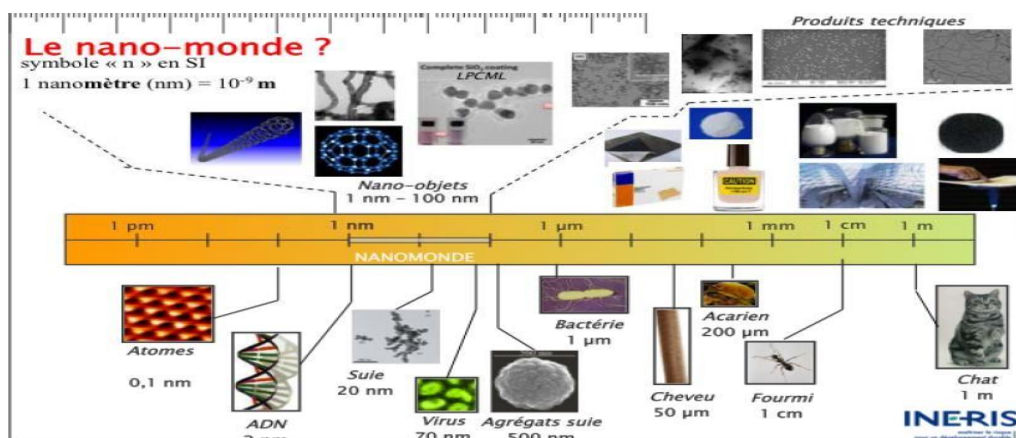 Produits techniques
Le nano-monde ?
symbole « n » en SI
1 nanomètre (nm) = 10⁻⁹ m
Complete SiO₂ coating
LPCML
CAUTION
Nano-objets
1 nm – 100 nm
1 pm
1 nm
1 µm
1 mm
1 cm
1 m
NANOMONDE
Atomes
0,1 nm
ADN
Suie
20 nm
Virus
70 nm
Agrégats suie
500 nm
Bactérie
1 µm
Cheveu
50 µm
Acarien
200 µm
Fourmi
1 cm
Chat
1 m
INERIS